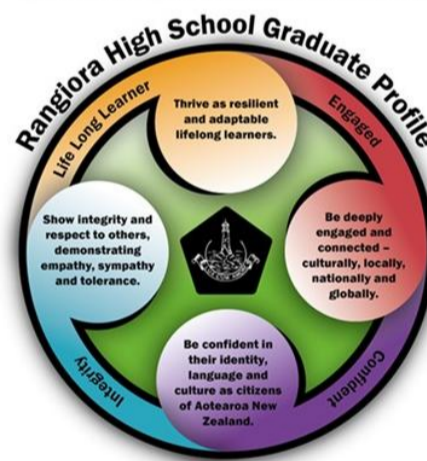 Rangiora High School Graduate Profile
Life Long Learner
Thrive as resilient
and adaptable
lifelong learners.
Engaged
Be deeply
engaged and
connected –
culturally, locally,
nationally and
globally.
Confident
Be confident in
their identity,
language and
culture as citizens
of Aotearoa New
Zealand.
Integrity
Show integrity and
respect to others,
demonstrating
empathy, sympathy
and tolerance.